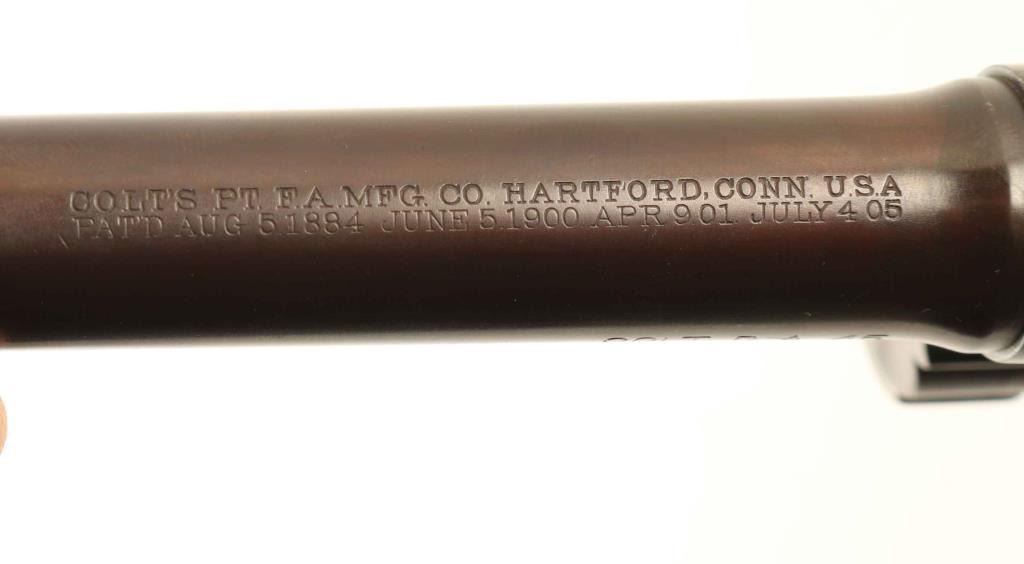 COLT'S PT. F.A. MFG. CO. HARTFORD, CONN. U.S.A
PAT'D AUG 5.1884 JUNE 5.1900 APR 9.01. JULY 4 05